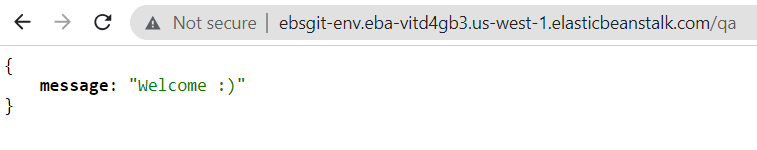 Not secure | ebsgit-env.eba-vitd4gb3.us-west-1.elasticbeanstalk.com/qa
{
    message: "Welcome :)"
}